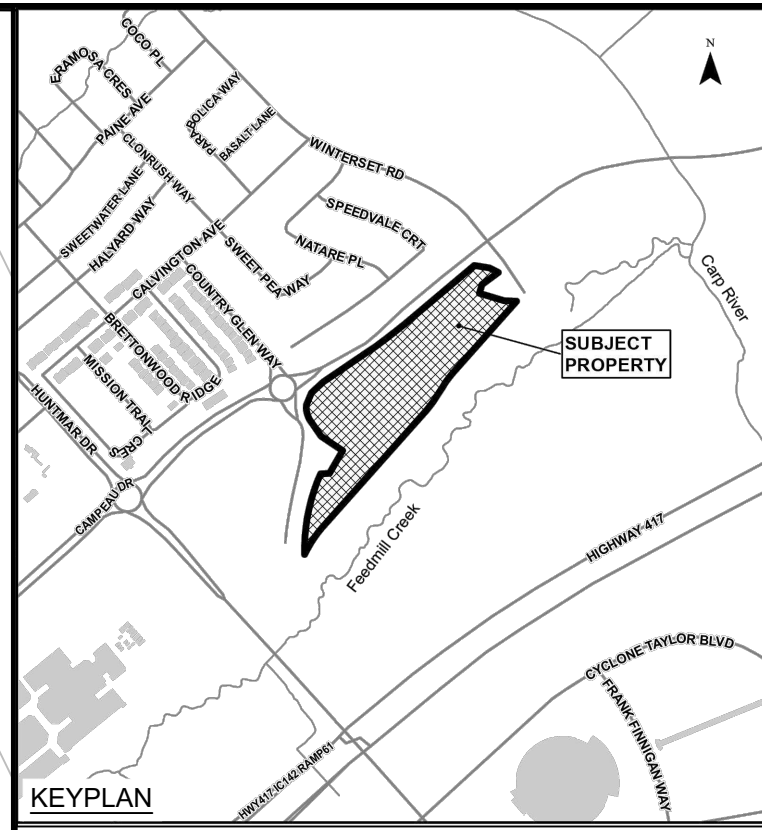 COCO PL
N
ERAMOSA CRES
PAINE AVE
BOLICA WAY
PARA
BASALT LANE
CLONRUSH WAY
WINTERSET RD
SWEETWATER LANE
HALYARD WAY
SPEEDVALE CRT
CALVINGTON AVE
SWEET PEA WAY
NATARE PL
COUNTRY GLEN WAY
Carp River
BRETTONWOOD RIDGE
SUBJECT
PROPERTY
MISSION TRAIL CRES
HUNTMAR DR
CAMPEAU DR
Feedmill Creek
HIGHWAY 417
CYCLONE TAYLOR BLVD
FRANK FINNIGAN WAY
HWY417 IC142 RAMP61
KEYPLAN